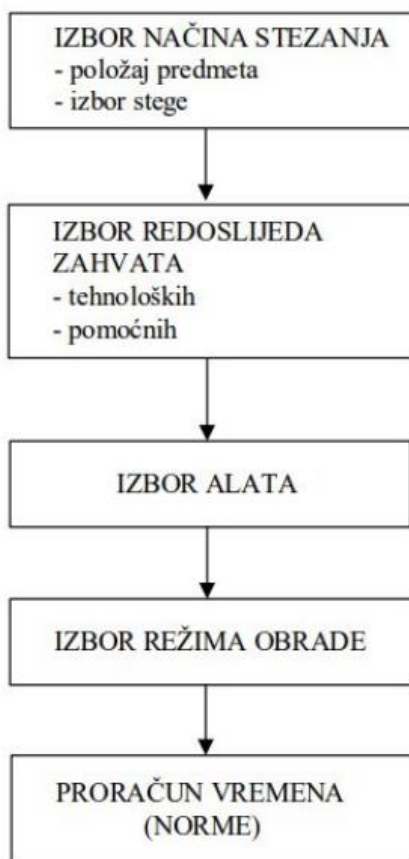 IZBOR NAČINA STEZANJA
- položaj predmeta
- izbor stege
IZBOR REDOSLIJEDA
ZAHVATA
- tehnoloških
- pomoćnih
IZBOR ALATA
IZBOR REŽIMA OBRADE
PRORAČUN VREMENA
(NORME)